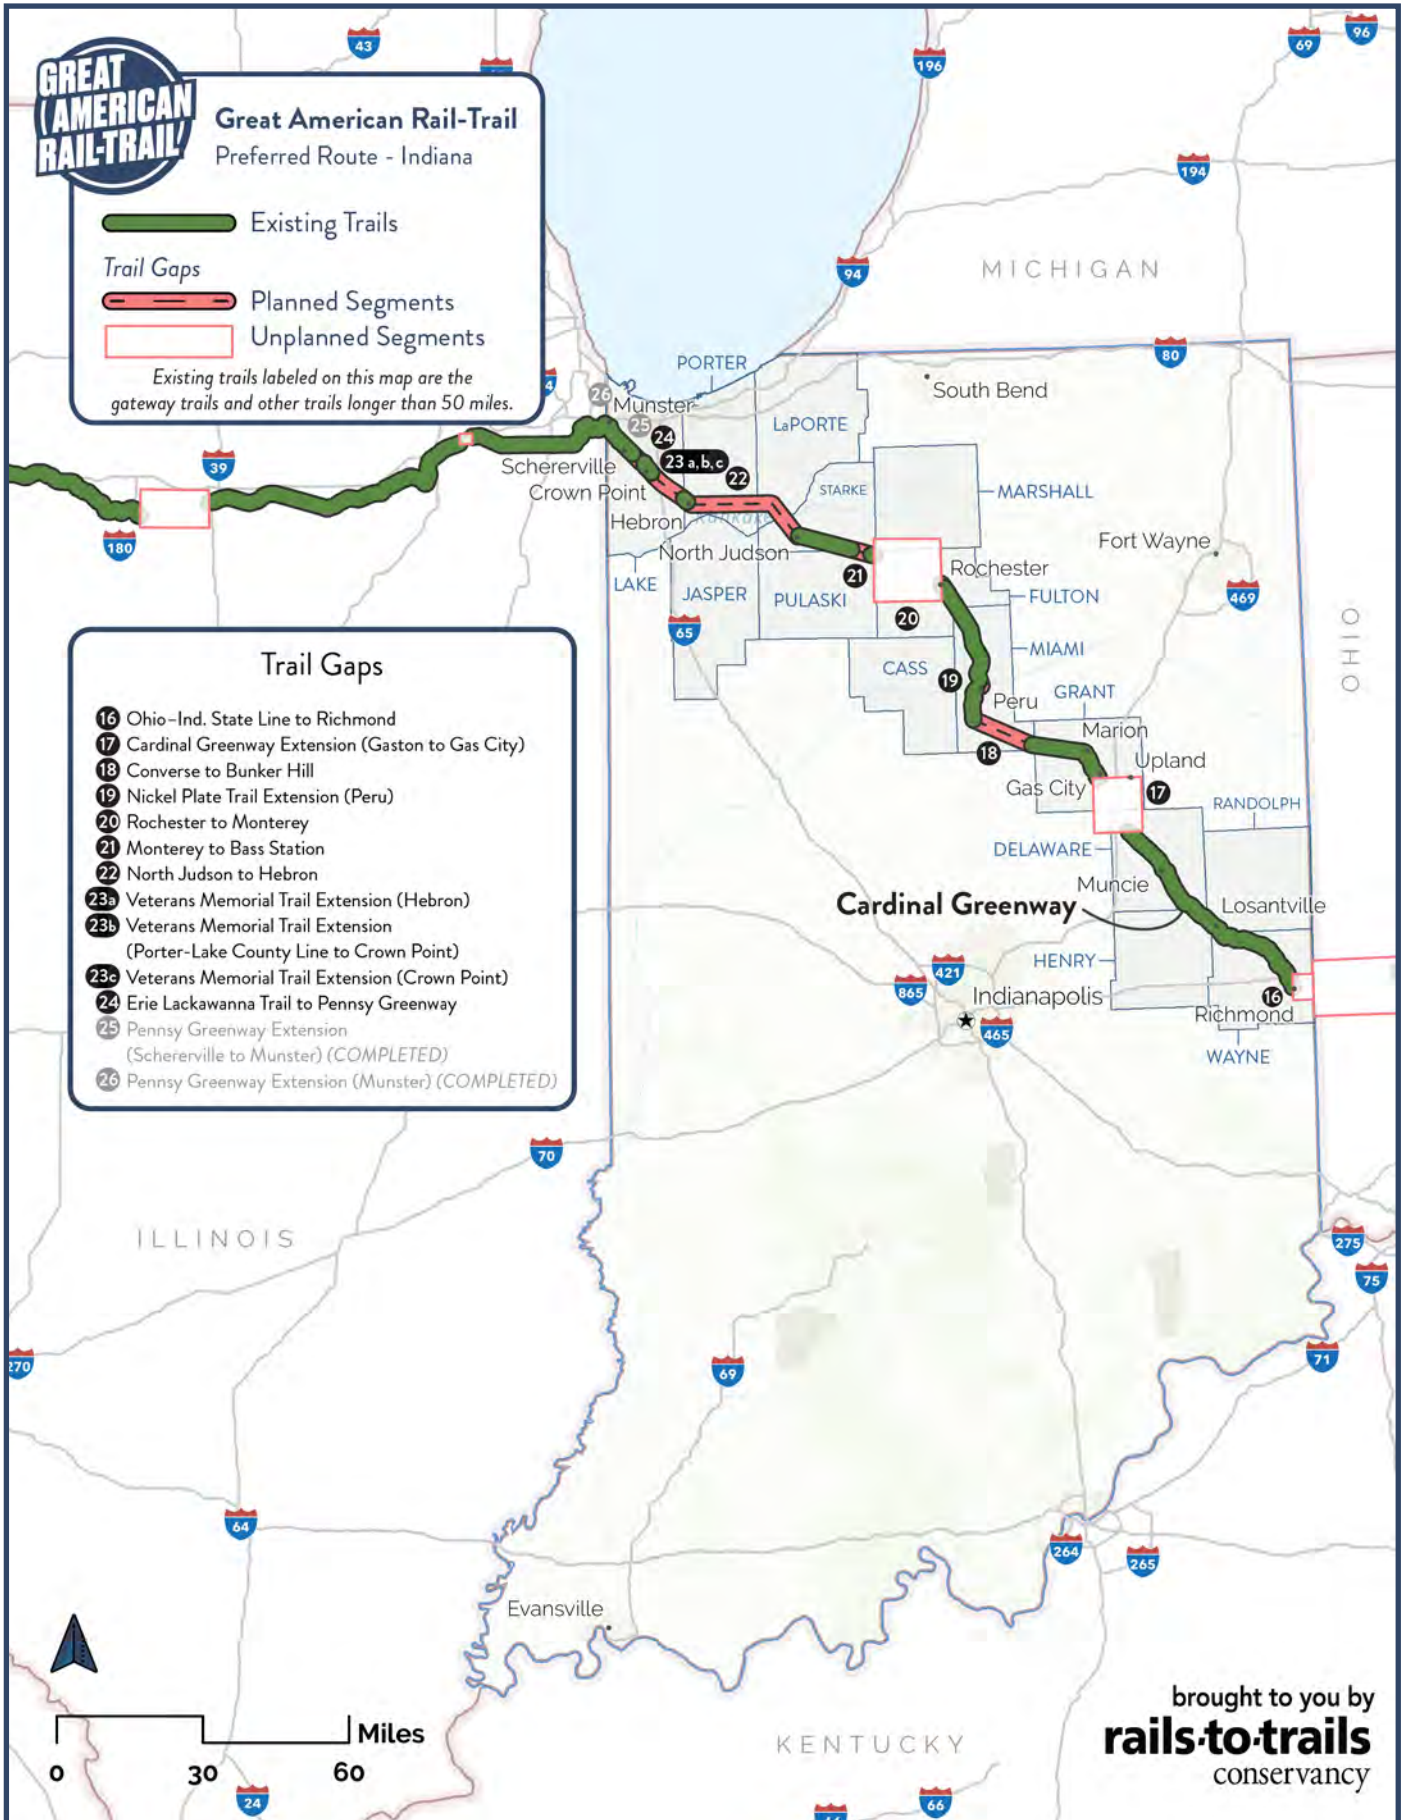 GREAT
AMERICAN
RAIL-TRAIL
Great American Rail-Trail
Preferred Route - Indiana
Existing Trails
Trail Gaps
Planned Segments
Unplanned Segments
Existing trails labeled on this map are the
gateway trails and other trails longer than 50 miles.
43
196
69
96
194
94
MICHIGAN
80
4
PORTER
South Bend
26
Munster
25
24
LaPORTE
23 a,b,c
22
39
Schererville
Crown Point
STARKE
MARSHALL
Hebron
Kankakee
180
North Judson
Fort Wayne
21
Rochester
LAKE
JASPER
PULASKI
FULTON
469
20
65
OHIO
MIAMI
CASS
19
GRANT
Peru
Marion
18
Upland
Gas City
17
RANDOLPH
DELAWARE
Muncie
Cardinal Greenway
Losantville
HENRY
421
865
Indianapolis
16
465
Richmond
WAYNE
Trail Gaps
16 Ohio–Ind. State Line to Richmond
17 Cardinal Greenway Extension (Gaston to Gas City)
18 Converse to Bunker Hill
19 Nickel Plate Trail Extension (Peru)
20 Rochester to Monterey
21 Monterey to Bass Station
22 North Judson to Hebron
23a Veterans Memorial Trail Extension (Hebron)
23b Veterans Memorial Trail Extension
(Porter-Lake County Line to Crown Point)
23c Veterans Memorial Trail Extension (Crown Point)
24 Erie Lackawanna Trail to Pennsy Greenway
25 Pennsy Greenway Extension
(Schererville to Munster) (COMPLETED)
26 Pennsy Greenway Extension (Munster) (COMPLETED)
70
ILLINOIS
275
75
270
69
71
64
264
265
Evansville
KENTUCKY
Miles
0 30 60
24
66
brought to you by
rails·to·trails
conservancy